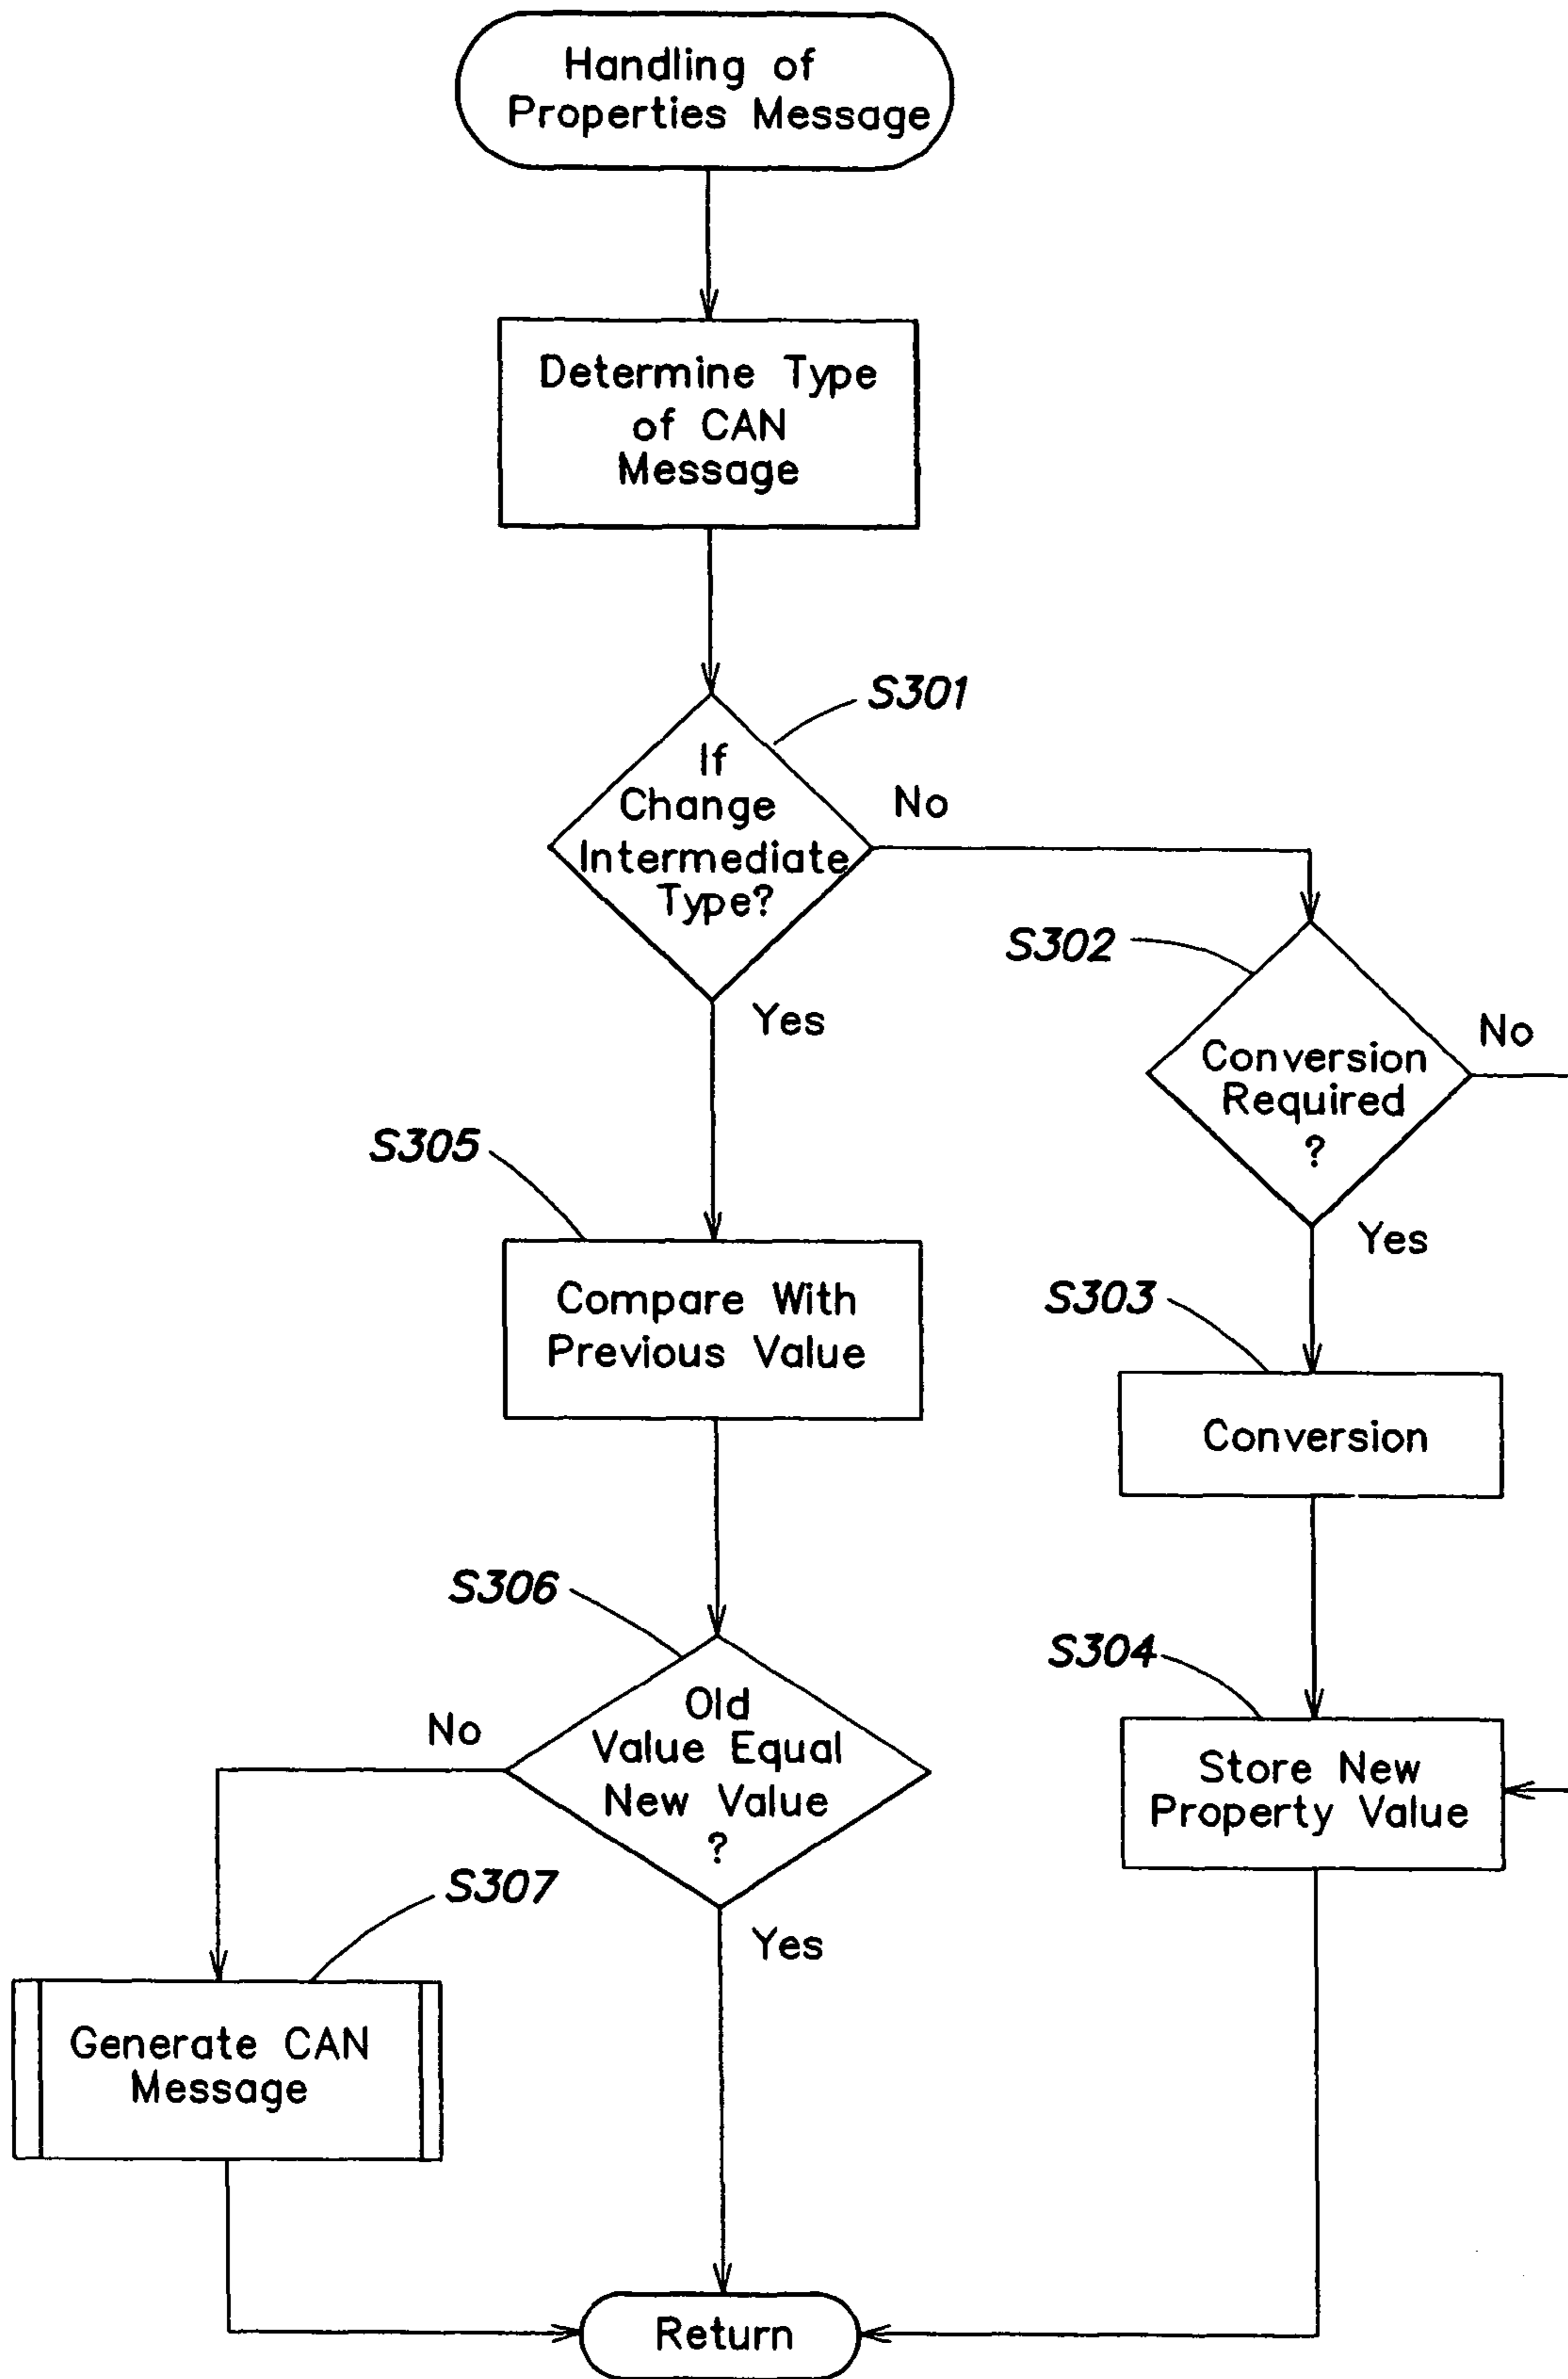 Handling of
Properties Message
Determine Type
of CAN
Message
S301
If
Change
Intermediate
Type?
No
Yes
S302
Conversion
Required
?
No
Yes
S305
Compare With
Previous Value
S303
Conversion
S306
Old
Value Equal
New Value
?
No
Yes
S304
Store New
Property Value
S307
Generate CAN
Message
Return